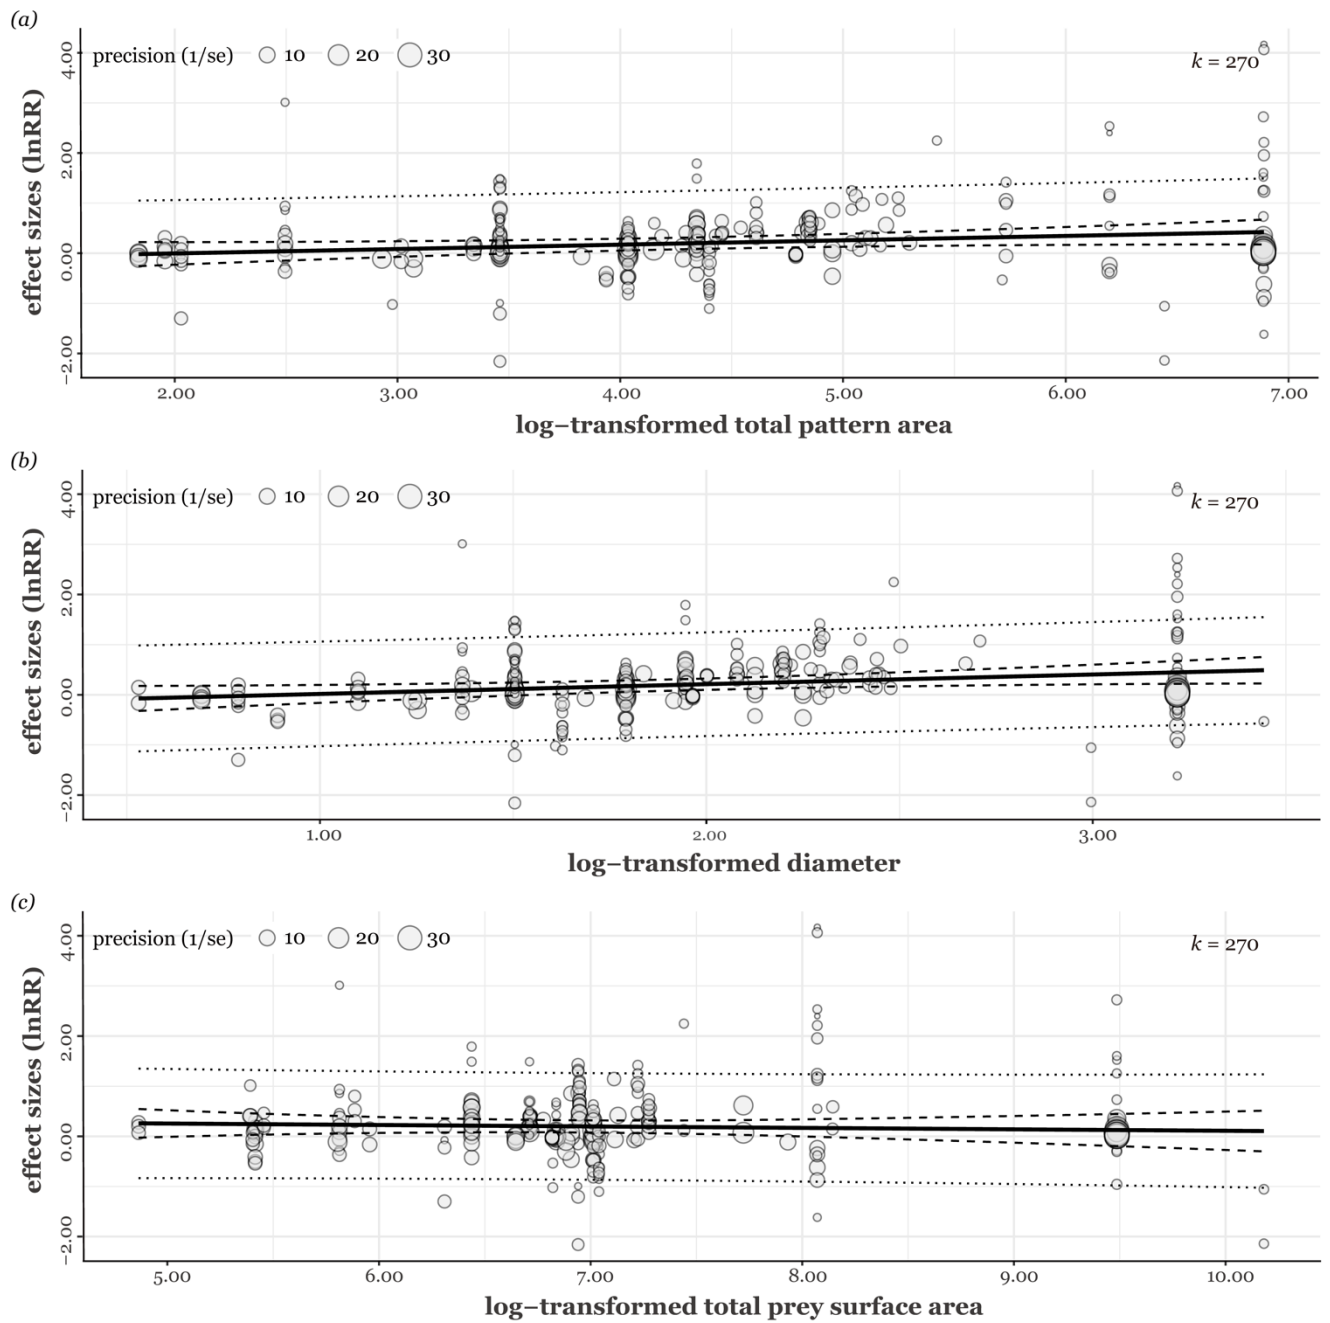 (a)
precision (1/se) 10 20 30
k = 270
4.00
2.00
0.00
−2.00
effect sizes (lnRR)
2.00 3.00 4.00 5.00 6.00 7.00
log−transformed total pattern area
(b)
precision (1/se) 10 20 30
k = 270
4.00
2.00
0.00
−2.00
effect sizes (lnRR)
1.00 2.00 3.00
log−transformed diameter
(c)
precision (1/se) 10 20 30
k = 270
4.00
2.00
0.00
−2.00
effect sizes (lnRR)
5.00 6.00 7.00 8.00 9.00 10.00
log−transformed total prey surface area